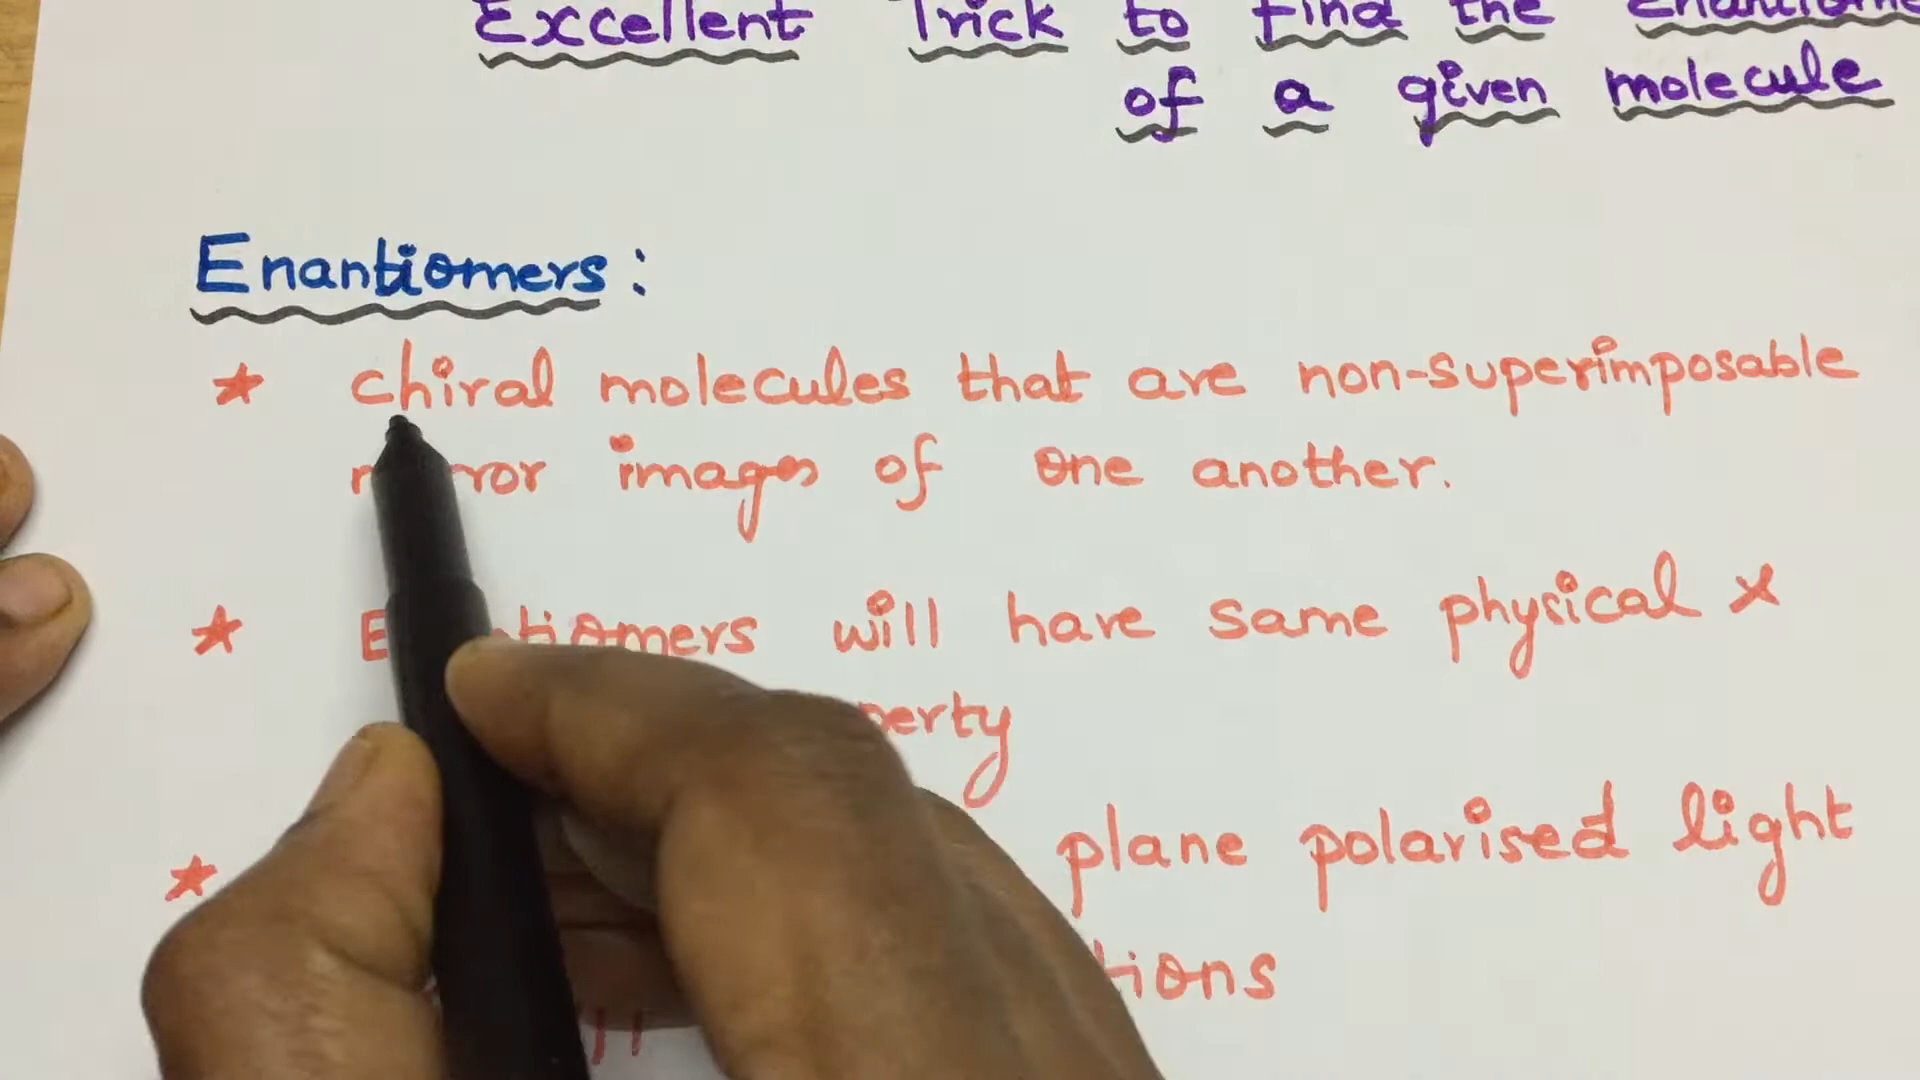 Excellent Trick to find the
of a given molecule
Enantiomers :
★ chiral molecules that are non-superimposable
images of one another.
★ will have same physical &
★ plane polarised light